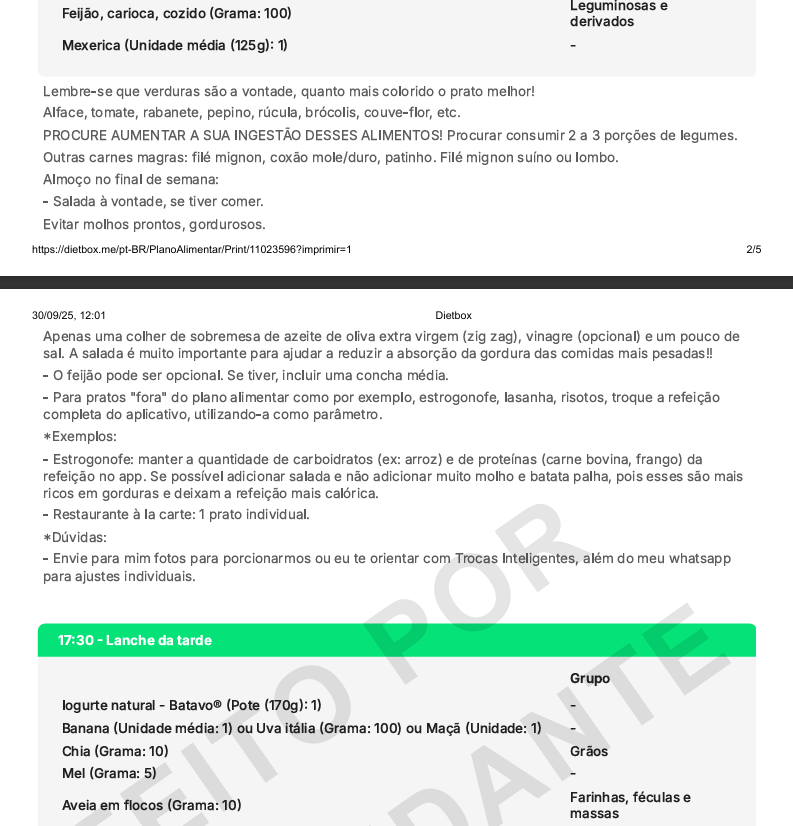 Feijão, carioca, cozido (Grama: 100)
Leguminosas e
derivados
Mexerica (Unidade média (125g): 1)
-
Lembre-se que verduras são a vontade, quanto mais colorido o prato melhor!
Alface, tomate, rabanete, pepino, rúcula, brócolis, couve-flor, etc.
PROCURE AUMENTAR A SUA INGESTÃO DESSES ALIMENTOS! Procurar consumir 2 a 3 porções de legumes.
Outras carnes magras: filé mignon, coxão mole/duro, patinho. Filé mignon suíno ou lombo.
Almoço no final de semana:
- Salada à vontade, se tiver comer.
Evitar molhos prontos, gordurosos.
https://dietbox.me/pt-BR/PlanoAlimentar/Print/11023596?imprimir=1
2/5
30/09/25, 12:01
Dietbox
Apenas uma colher de sobremesa de azeite de oliva extra virgem (zig zag), vinagre (opcional) e um pouco de
sal. A salada é muito importante para ajudar a reduzir a absorção da gordura das comidas mais pesadas!!
- O feijão pode ser opcional. Se tiver, incluir uma concha média.
- Para pratos "fora" do plano alimentar como por exemplo, estrogonofe, lasanha, risotos, troque a refeição
completa do aplicativo, utilizando-a como parâmetro.
*Exemplos:
- Estrogonofe: manter a quantidade de carboidratos (ex: arroz) e de proteínas (carne bovina, frango) da
refeição no app. Se possível adicionar salada e não adicionar muito molho e batata palha, pois esses são mais
ricos em gorduras e deixam a refeição mais calórica.
- Restaurante à la carte: 1 prato individual.
*Dúvidas:
- Envie para mim fotos para porcionarmos ou eu te orientar com Trocas Inteligentes, além do meu whatsapp
para ajustes individuais.
17:30 - Lanche da tarde
Grupo
Iogurte natural - Batavo® (Pote (170g): 1)
-
Banana (Unidade média: 1) ou Uva itália (Grama: 100) ou Maçã (Unidade: 1)
-
Chia (Grama: 10)
Grãos
Mel (Grama: 5)
-
Aveia em flocos (Grama: 10)
Farinhas, féculas e
massas
EITO POR
DANTE